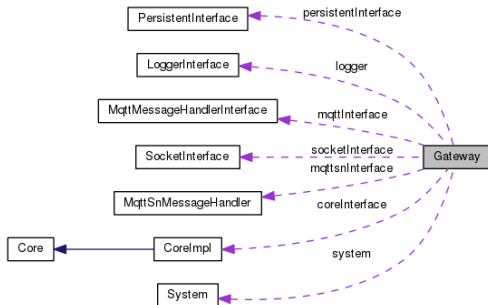 PersistentInterface
persistentInterface
LoggerInterface
logger
MqttMessageHandlerInterface
mqttInterface
SocketInterface
socketInterface
Gateway
mqttsnInterface
MqttSnMessageHandler
coreInterface
Core
CoreImpl
system
System